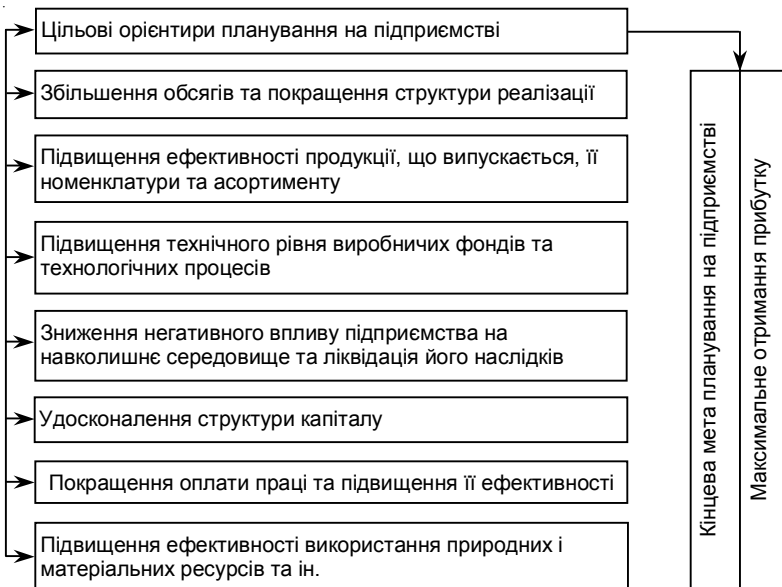 Цільові орієнтири планування на підприємстві
Збільшення обсягів та покращення структури реалізації
Підвищення ефективності продукції, що випускається, її
номенклатури та асортименту
Підвищення технічного рівня виробничих фондів та
технологічних процесів
Зниження негативного впливу підприємства на
навколишнє середовище та ліквідація його наслідків
Удосконалення структури капіталу
Покращення оплати праці та підвищення її ефективності
Підвищення ефективності використання природних і
матеріальних ресурсів та ін.
Кінцева мета планування на підприємстві
Максимальне отримання прибутку